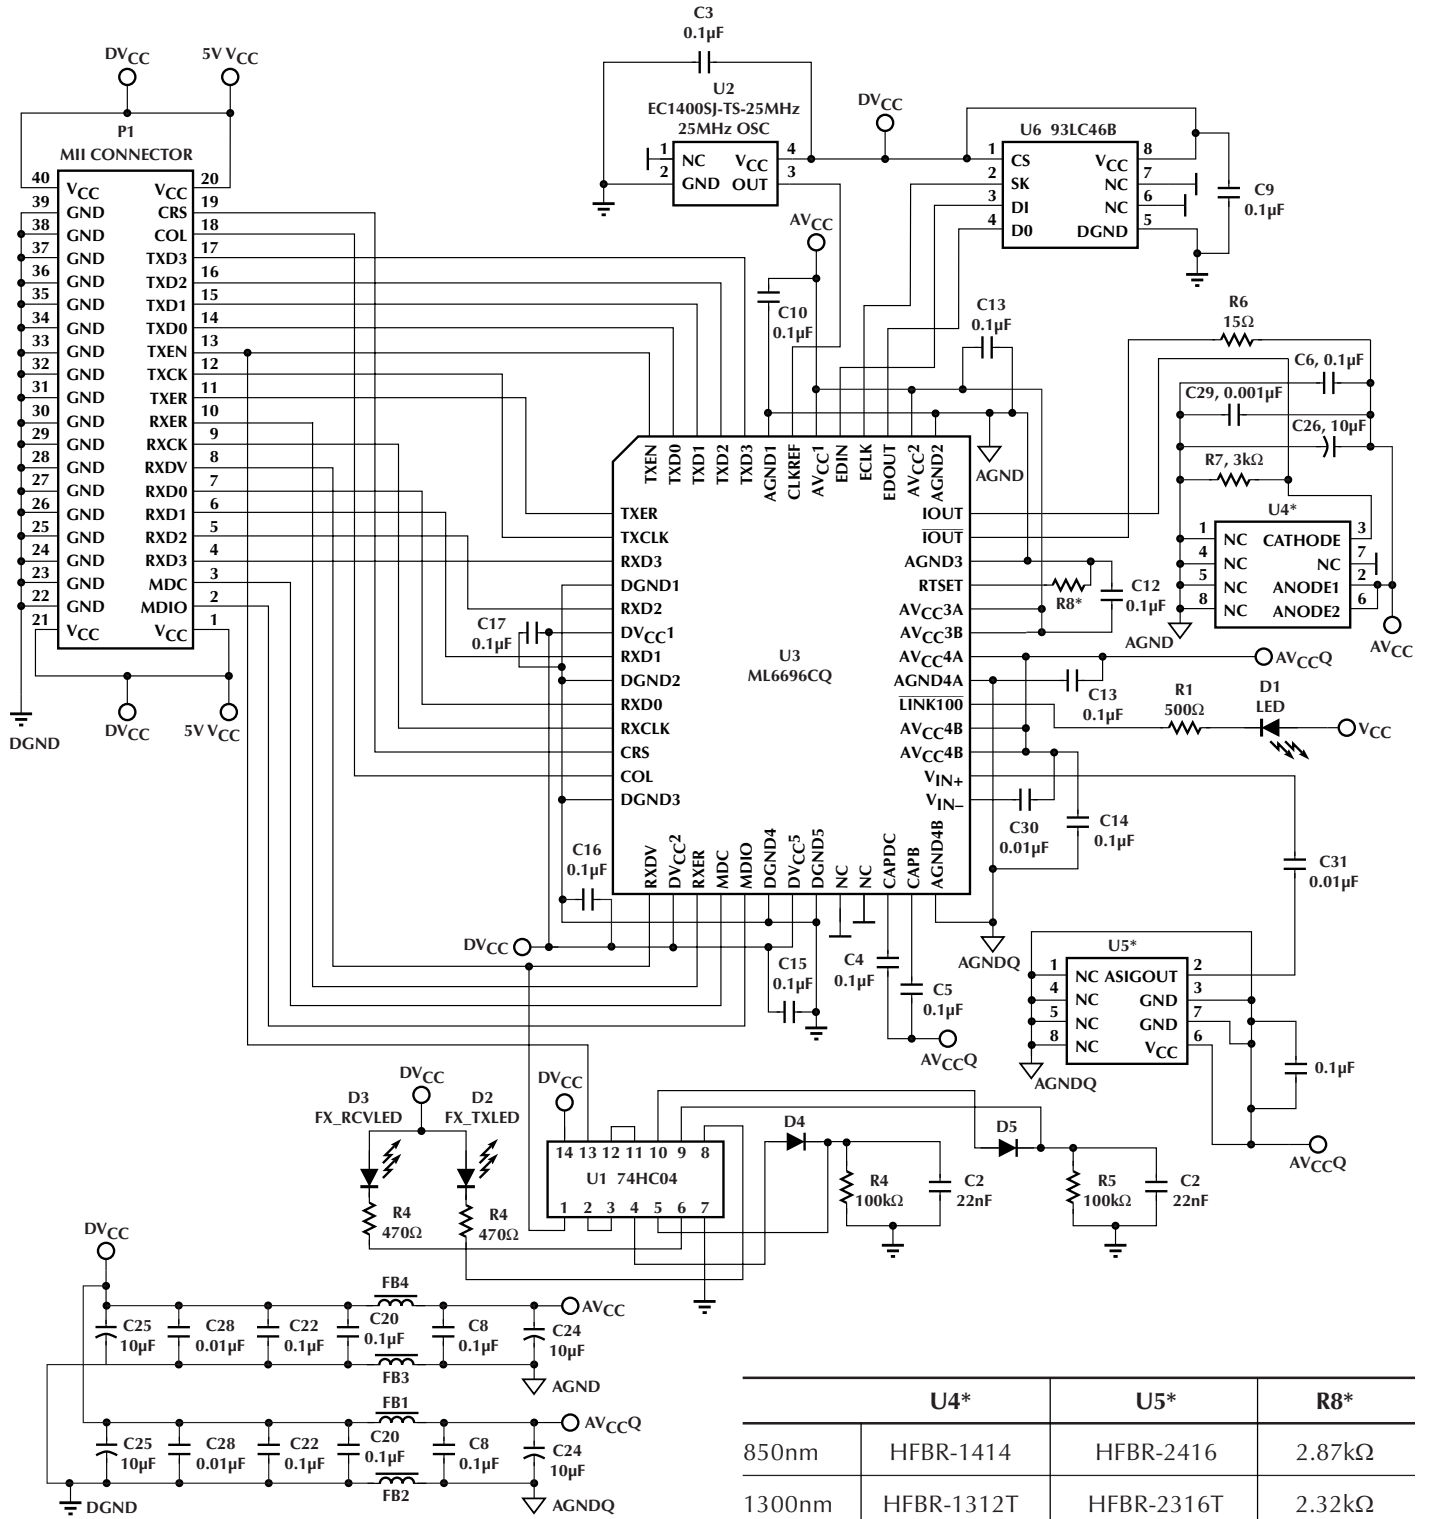 C3
0.1µF
DVCC
5V VCC
P1
MII CONNECTOR
40 VCC VCC 20
39 GND CRS 19
38 GND COL 18
37 GND TXD3 17
36 GND TXD2 16
35 GND TXD1 15
34 GND TXD0 14
33 GND TXEN 13
32 GND TXCK 12
31 GND TXER 11
30 GND RXER 10
29 GND RXCK 9
28 GND RXDV 8
27 GND RXD0 7
26 GND RXD1 6
25 GND RXD2 5
24 GND RXD3 4
23 GND MDC 3
22 GND MDIO 2
21 VCC VCC 1
DGND
DVCC
5V VCC
U2
EC1400SJ-TS-25MHz
25MHz OSC
1 NC VCC 4
2 GND OUT 3
DVCC
U6 93LC46B
1 CS VCC 8
2 SK NC 7
3 DI NC 6
4 D0 DGND 5
C9
0.1µF
AVCC
C10
0.1µF
C13
0.1µF
AGND
R6
15Ω
C6, 0.1µF
C29, 0.001µF
C26, 10µF
R7, 3kΩ
U4*
1 NC CATHODE 3
4 NC NC 7
5 NC ANODE1 2
8 NC ANODE2 6
AGND
AVCC
TXEN
TXD0
TXD1
TXD2
TXD3
AGND1
CLKREF
AVCC1
EDIN
ECLK
EDOUT
AVCC2
AGND2
TXER
TXCLK
RXD3
DGND1
RXD2
DVCC1
RXD1
DGND2
RXD0
RXCLK
CRS
COL
DGND3
U3
ML6696CQ
IOUT
IOUT
AGND3
RTSET
AVCC3A
AVCC3B
AVCC4A
AGND4A
LINK100
AVCC4B
AVCC4B
VIN+
VIN–
RXDV
DVCC2
RXER
MDC
MDIO
DGND4
DVCC5
DGND5
NC
NC
CAPDC
CAPB
AGND4B
C17
0.1µF
R8*
C12
0.1µF
AVCCQ
C13
0.1µF
R1
500Ω
D1
LED
VCC
C30
0.01µF
C14
0.1µF
C31
0.01µF
C16
0.1µF
DVCC
C15
0.1µF
C4
0.1µF
C5
0.1µF
AGNDQ
AVCCQ
U5*
1 NC ASIGOUT 2
4 NC GND 3
5 NC GND 7
8 NC VCC 6
AGNDQ
0.1µF
AVCCQ
DVCC
D3
FX_RCVLED
D2
FX_TXLED
R4
470Ω
R4
470Ω
DVCC
14 13 12 11 10 9 8
U1 74HC04
1 2 3 4 5 6 7
D4
R4
100kΩ
C2
22nF
D5
R5
100kΩ
C2
22nF
DVCC
FB4
AVCC
C25
10µF
C28
0.01µF
C22
0.1µF
C20
0.1µF
C8
0.1µF
C24
10µF
FB3
AGND
FB1
AVCCQ
C25
10µF
C28
0.01µF
C22
0.1µF
C20
0.1µF
C8
0.1µF
C24
10µF
FB2
DGND
AGNDQ
U4* U5* R8*
850nm HFBR-1414 HFBR-2416 2.87kΩ
1300nm HFBR-1312T HFBR-2316T 2.32kΩ